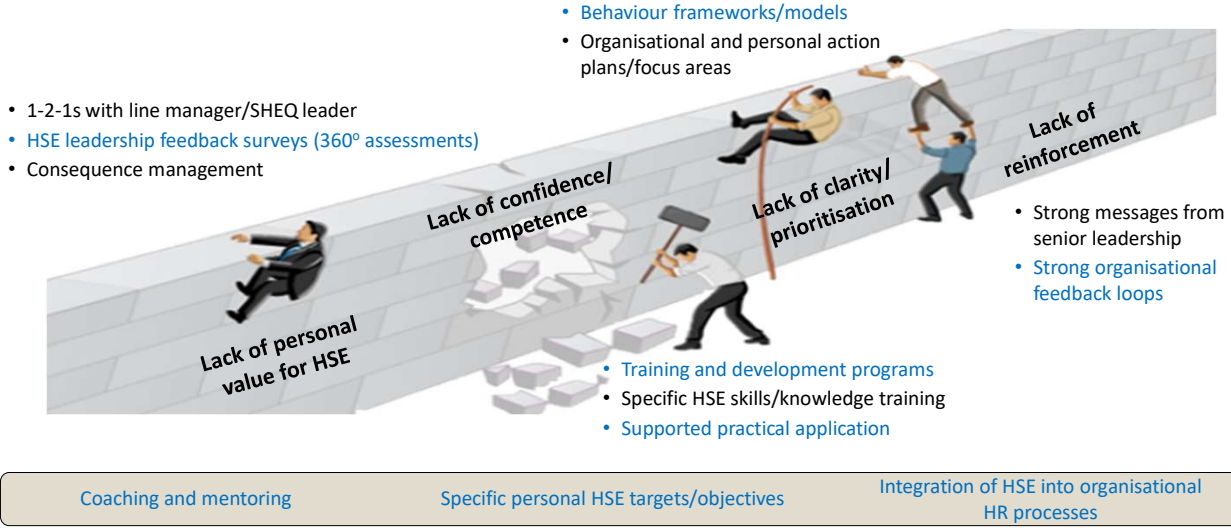 • Behaviour frameworks/models
• Organisational and personal action
plans/focus areas
• 1-2-1s with line manager/SHEQ leader
• HSE leadership feedback surveys (360° assessments)
• Consequence management
Lack of personal
value for HSE
Lack of confidence/
competence
Lack of clarity/
prioritisation
Lack of
reinforcement
• Strong messages from
senior leadership
• Strong organisational
feedback loops
• Training and development programs
• Specific HSE skills/knowledge training
• Supported practical application
Coaching and mentoring
Specific personal HSE targets/objectives
Integration of HSE into organisational
HR processes